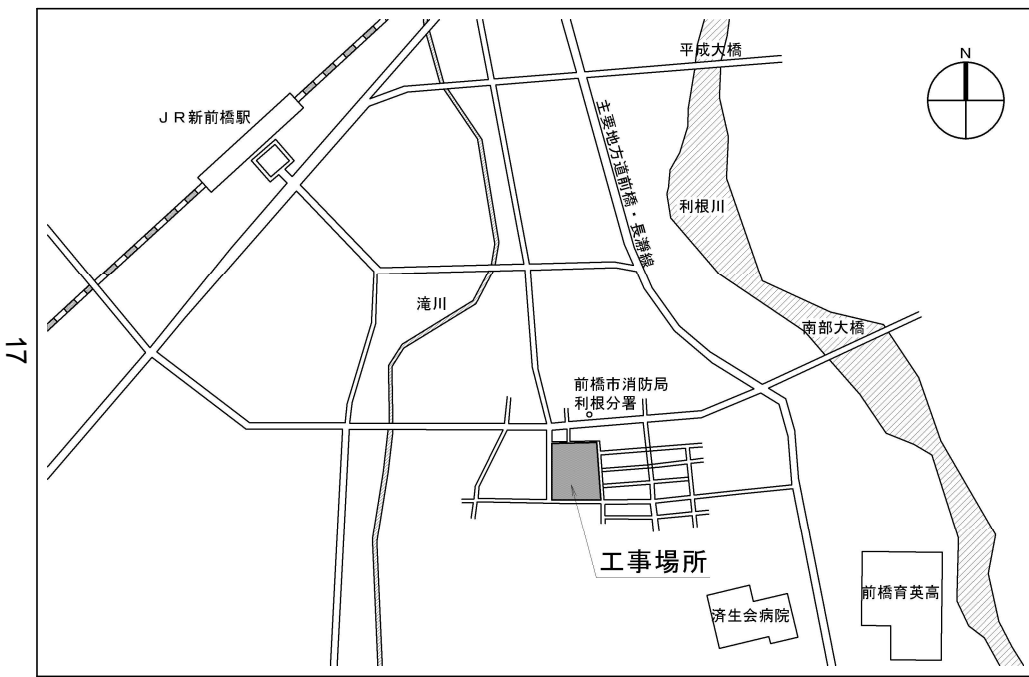 平成大橋
N
JR新前橋駅
主要地方道前橋・長瀞線
利根川
滝川
南部大橋
17
前橋市消防局
利根分署
工事場所
前橋育英高
済生会病院